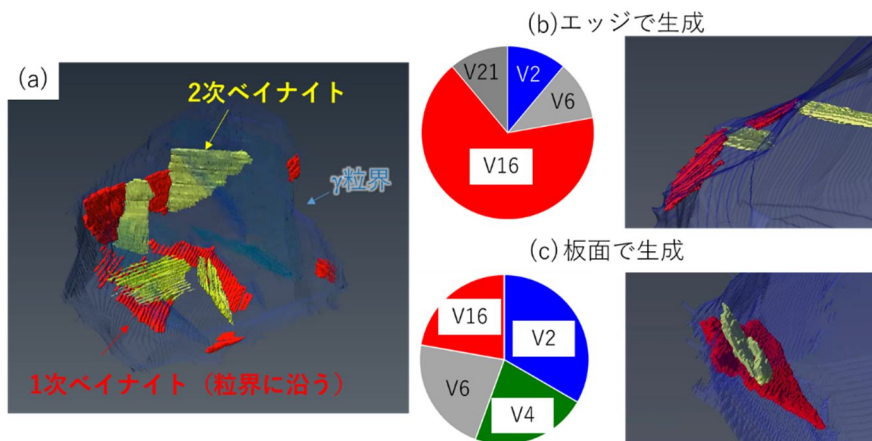 (a)
2次ベイナイト
γ粒界
1次ベイナイト（粒界に沿う）
(b)エッジで生成
V21
V2
V6
V16
(c)板面で生成
V16
V2
V6
V4